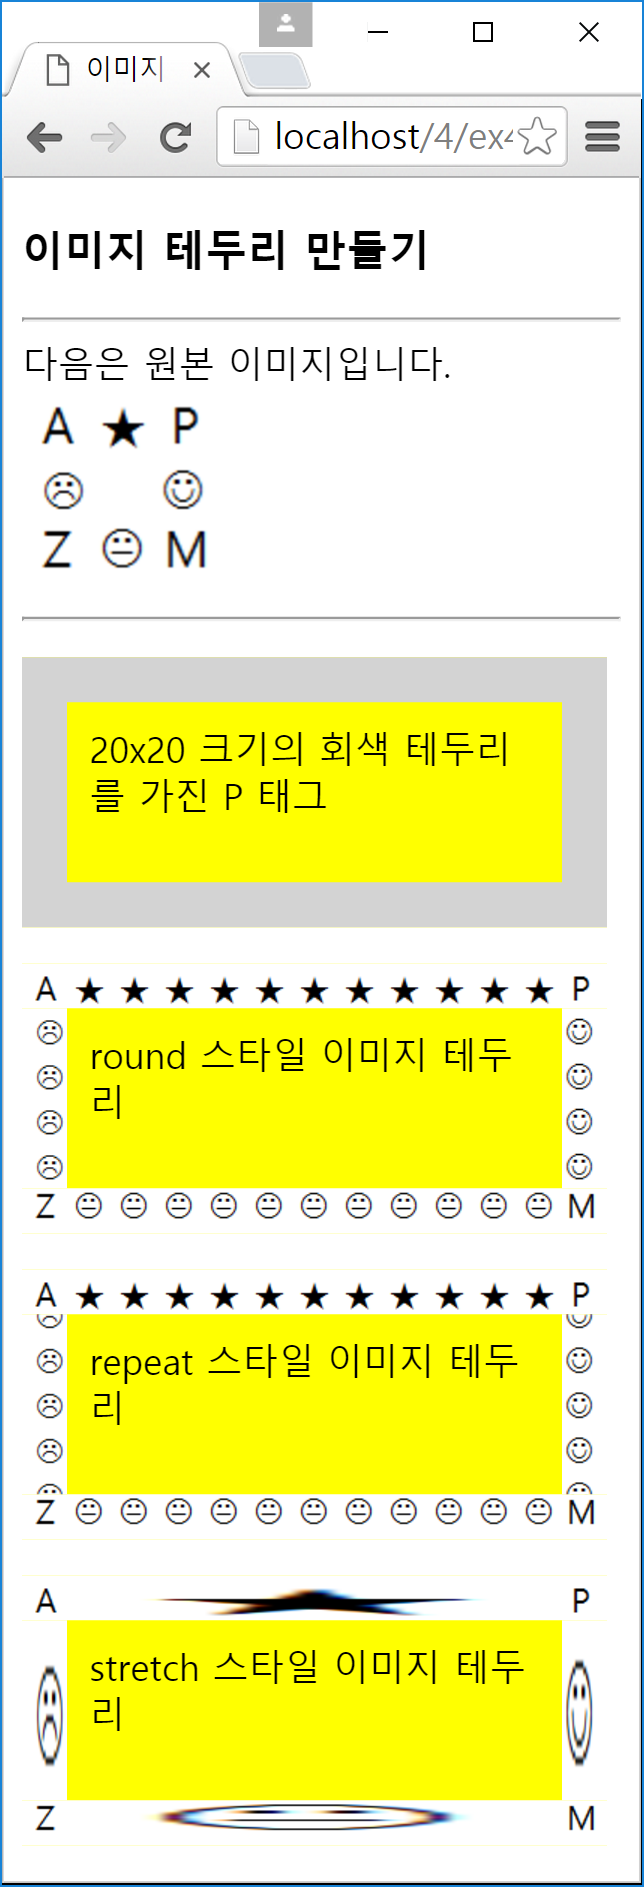 이미지
localhost/4/ex4
이미지 테두리 만들기
다음은 원본 이미지입니다.
A ★ P
☹ ☺
Z 😐 M
20x20 크기의 회색 테두리
를 가진 P 태그
A ★ ★ ★ ★ ★ ★ ★ ★ ★ ★ ★ P
round 스타일 이미지 테두
리
Z M
A ★ ★ ★ ★ ★ ★ ★ ★ ★ ★ ★ P
repeat 스타일 이미지 테두
리
Z M
A P
stretch 스타일 이미지 테두
리
Z M